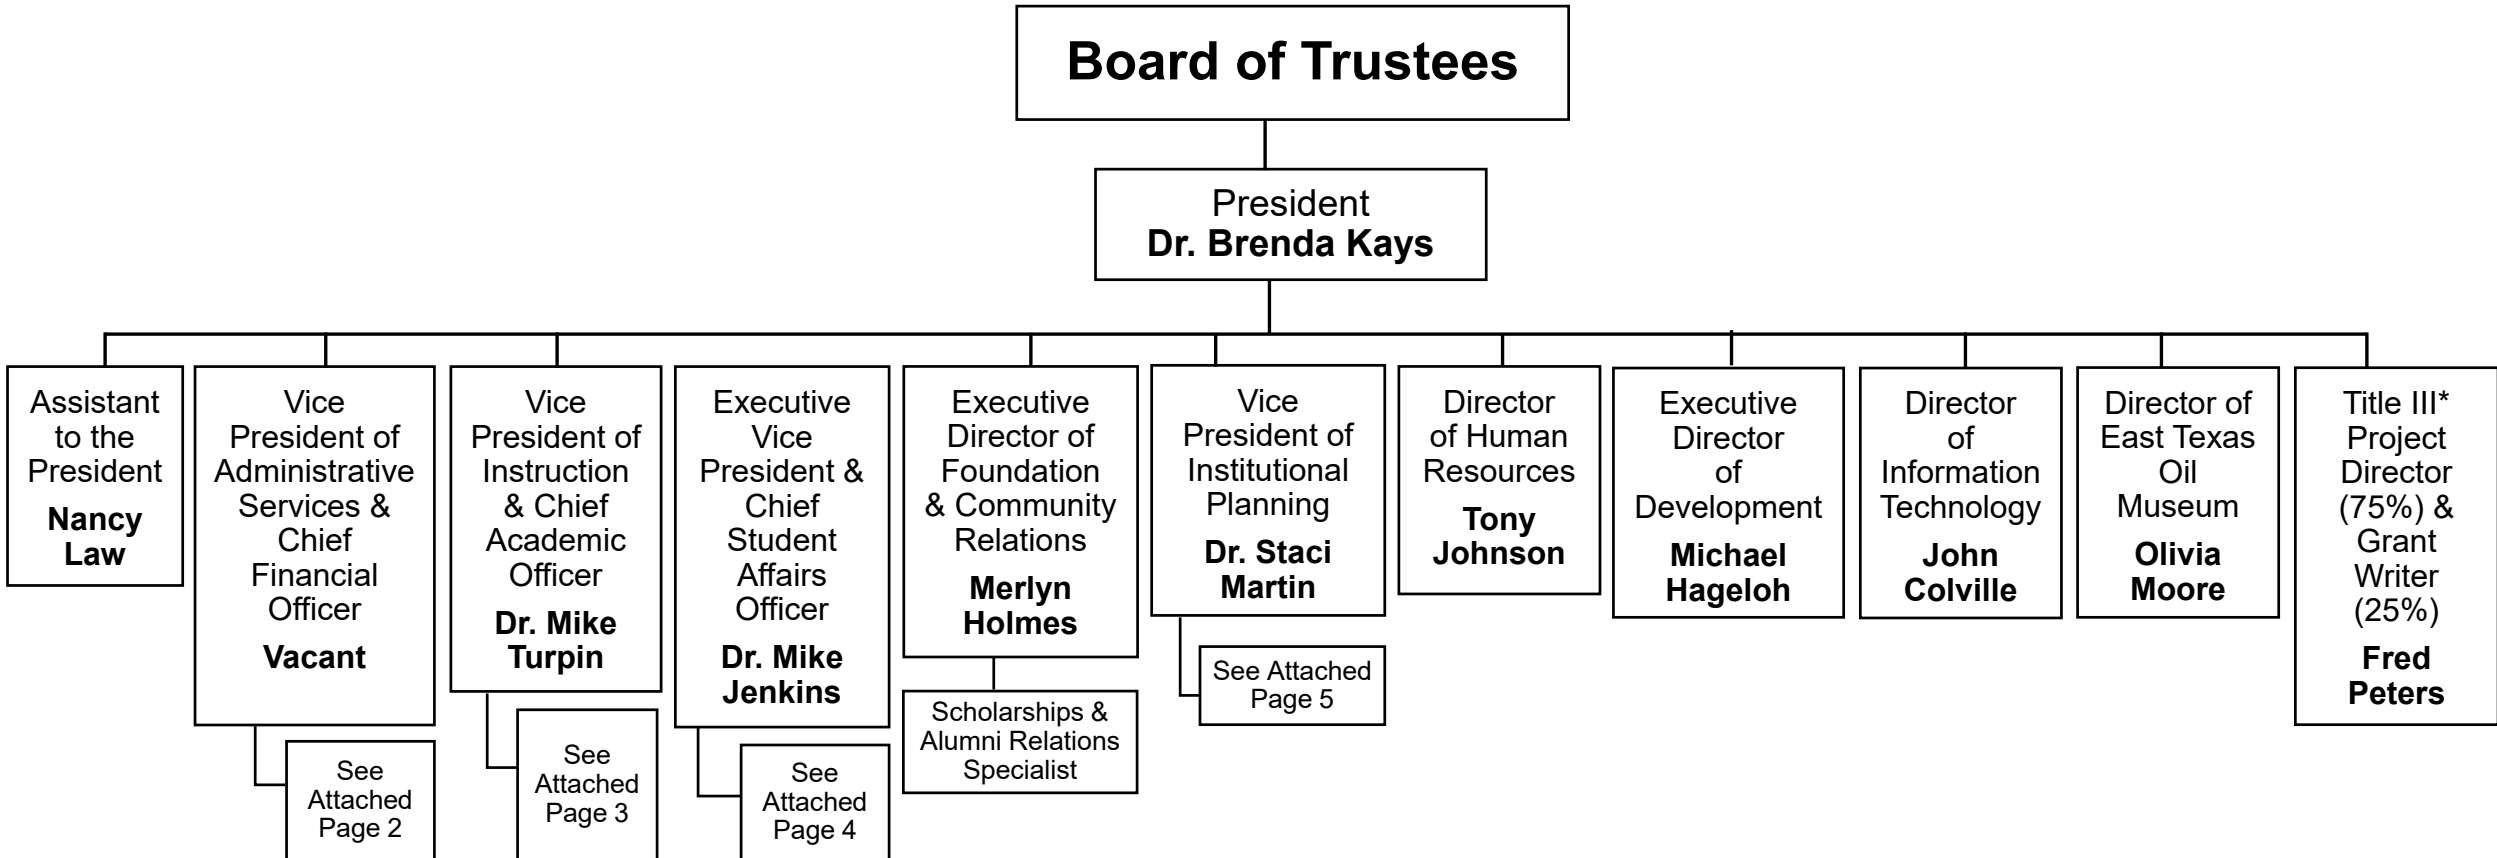 Board of Trustees
President
Dr. Brenda Kays
Assistant
to the
President
Nancy
Law
Vice
President of
Administrative
Services &
Chief
Financial
Officer
Vacant
See
Attached
Page 2
Vice
President of
Instruction
& Chief
Academic
Officer
Dr. Mike
Turpin
See
Attached
Page 3
Executive
Vice
President &
Chief
Student
Affairs
Officer
Dr. Mike
Jenkins
See
Attached
Page 4
Executive
Director of
Foundation
& Community
Relations
Merlyn
Holmes
Scholarships &
Alumni Relations
Specialist
Vice
President of
Institutional
Planning
Dr. Staci
Martin
See Attached
Page 5
Director
of Human
Resources
Tony
Johnson
Executive
Director
of
Development
Michael
Hageloh
Director
of
Information
Technology
John
Colville
Director of
East Texas
Oil
Museum
Olivia
Moore
Title III*
Project
Director
(75%) &
Grant
Writer
(25%)
Fred
Peters